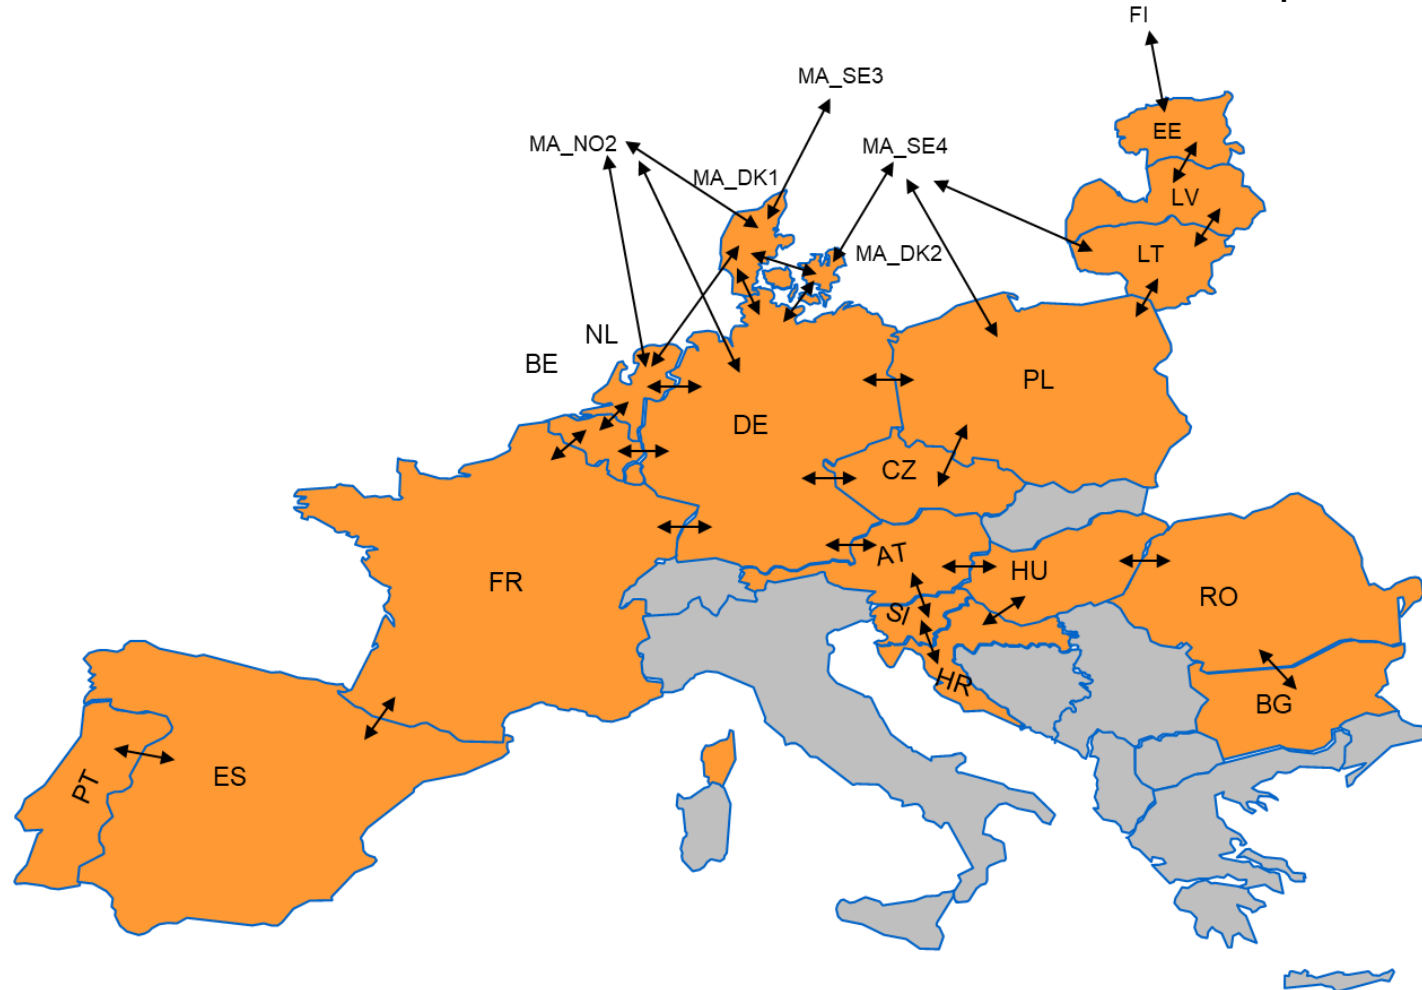 FI
MA_SE3
EE
MA_NO2
MA_SE4
MA_DK1
LV
MA_DK2
LT
NL
BE
PL
DE
CZ
AT
HU
FR
RO
SI
HR
BG
ES
PT